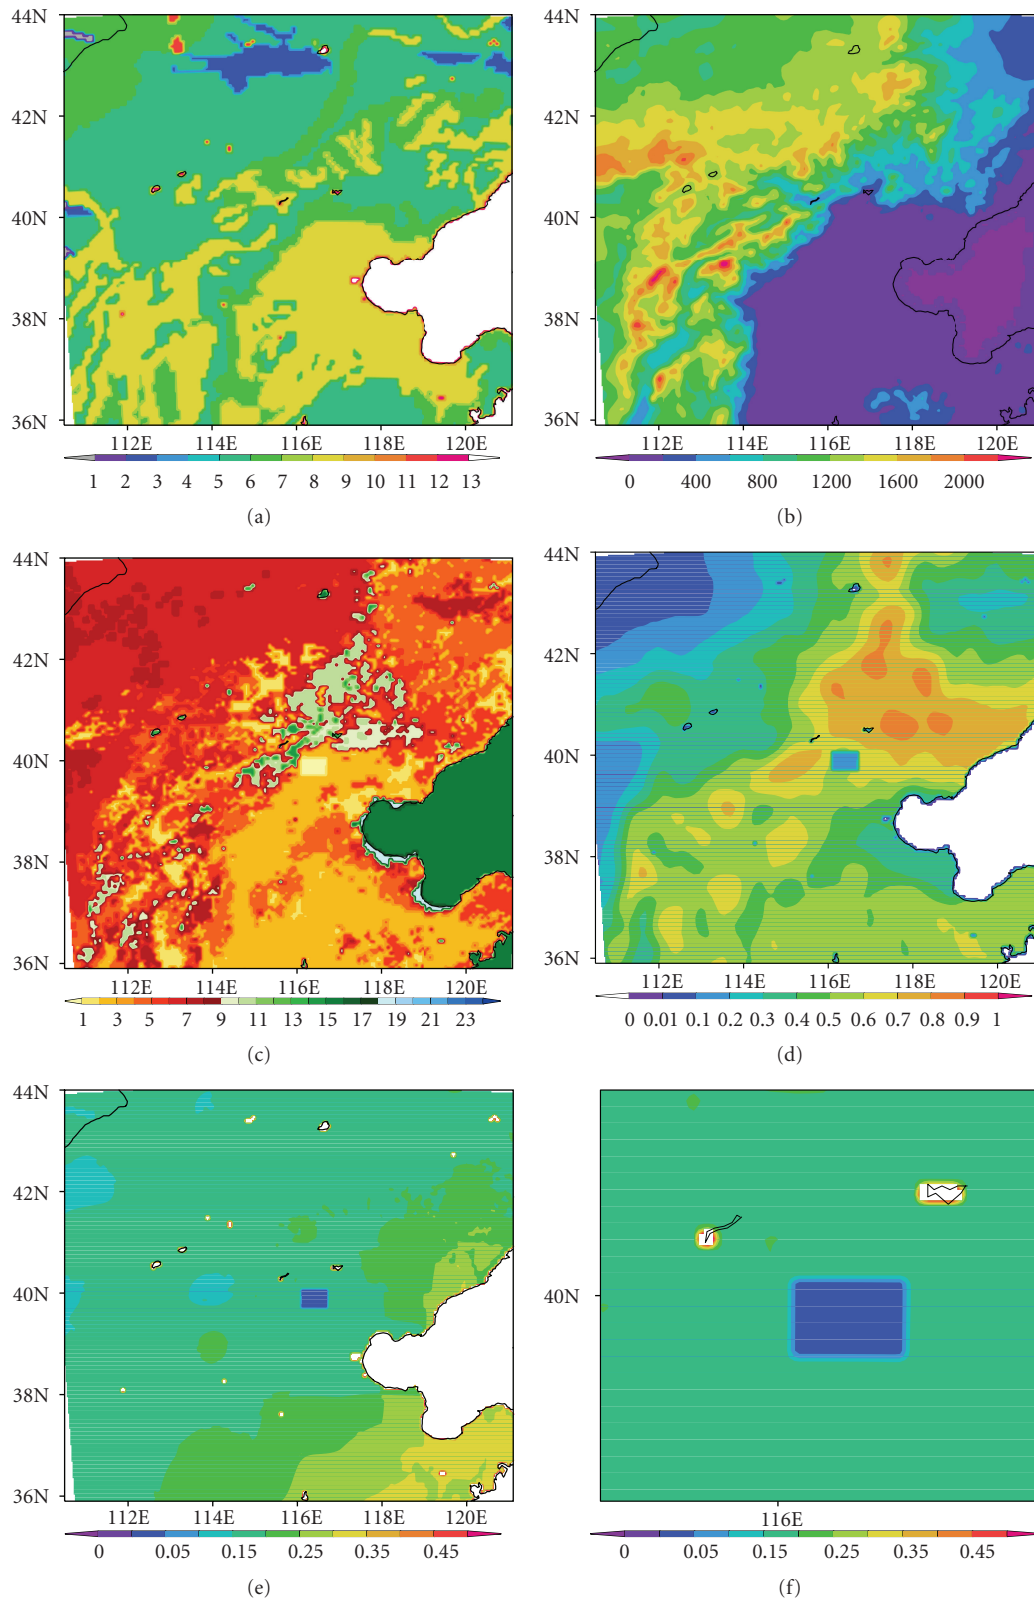 44N 44N
42N 42N
40N 40N
38N 38N
36N 36N
112E 114E 116E 118E 120E 112E 114E 116E 118E 120E
1 2 3 4 5 6 7 8 9 10 11 12 13 0 400 800 1200 1600 2000
(a) (b)
44N 44N
42N 42N
40N 40N
38N 38N
36N 36N
112E 114E 116E 118E 120E 112E 114E 116E 118E 120E
1 3 5 7 9 11 13 15 17 19 21 23 0 0.01 0.1 0.2 0.3 0.4 0.5 0.6 0.7 0.8 0.9 1
(c) (d)
44N
42N
40N 40N
38N
36N
112E 114E 116E 118E 120E 116E
0 0.05 0.15 0.25 0.35 0.45 0 0.05 0.15 0.25 0.35 0.45
(e) (f)